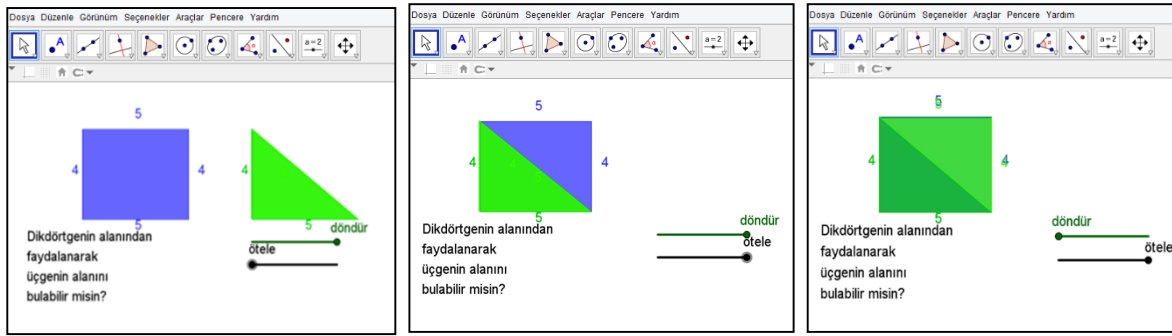 Dosya Düzenle Görünüm Seçenekler Araçlar Pencere Yardım
A
α
a=2
5
4
4
4
5
5
döndür
ötele
Dikdörtgenin alanından
faydalanarak
üçgenin alanını
bulabilir misin?
Dosya Düzenle Görünüm Seçenekler Araçlar Pencere Yardım
A
α
a=2
5
4
4
5
döndür
ötele
Dikdörtgenin alanından
faydalanarak
üçgenin alanını
bulabilir misin?
Dosya Düzenle Görünüm Seçenekler Araçlar Pencere Yardım
A
α
a=2
5
4
4
5
döndür
ötele
Dikdörtgenin alanından
faydalanarak
üçgenin alanını
bulabilir misin?